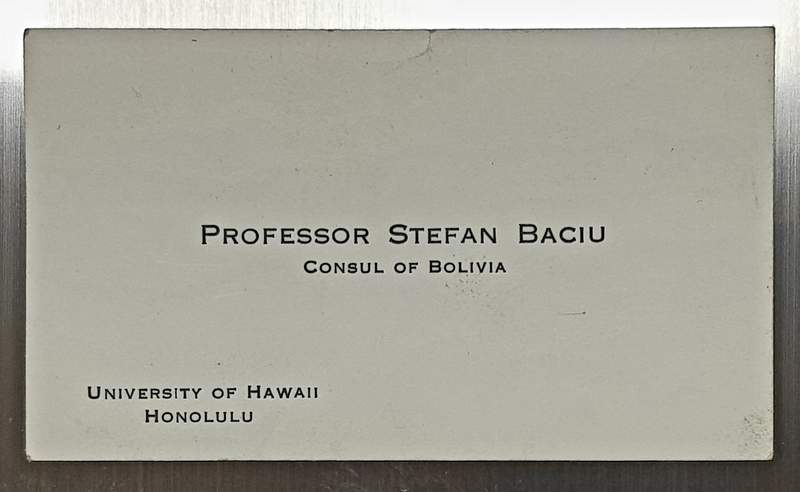 Professor Stefan Baciu
Consul of Bolivia
University of Hawaii
Honolulu